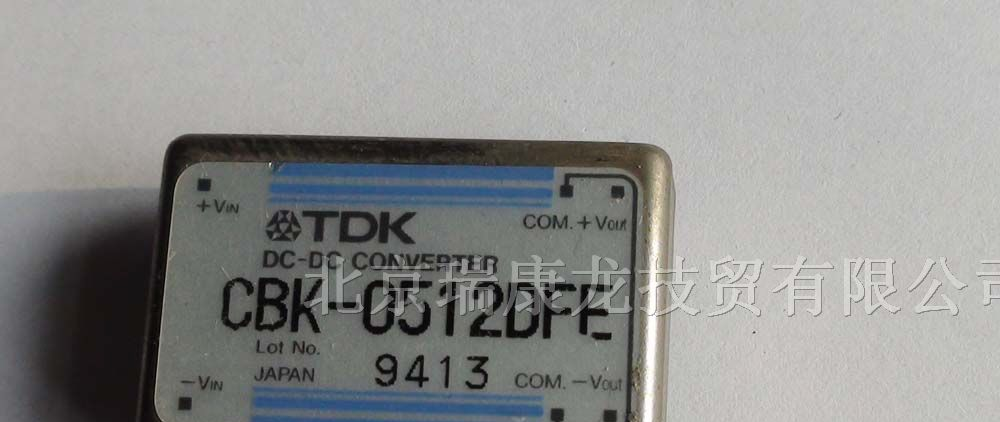 +VIN
COM. +Vout
TDK
DC-DC CONVERTER
北京瑞康龙技贸有限公司
CBK-0512DFE
Lot No.
JAPAN 9413
-VIN
COM. -Vout